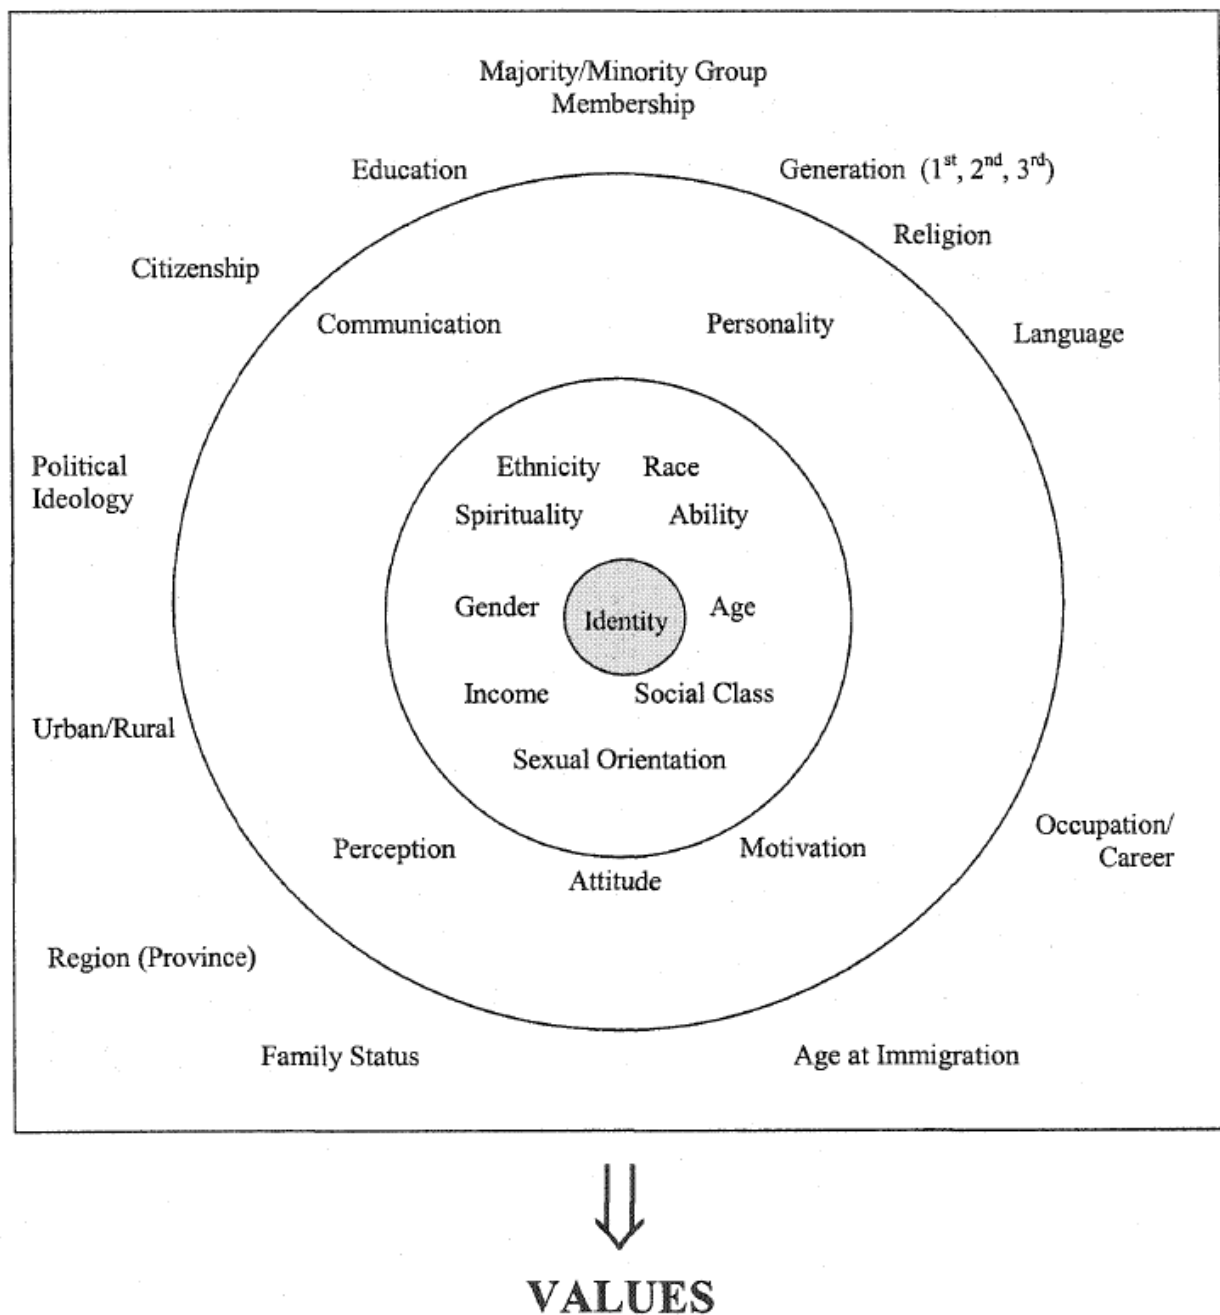 Majority/Minority Group
Membership
Education
Generation (1st, 2nd, 3rd)
Religion
Citizenship
Communication
Personality
Language
Political
Ideology
Ethnicity
Race
Spirituality
Ability
Gender
Identity
Age
Income
Social Class
Urban/Rural
Sexual Orientation
Perception
Attitude
Motivation
Occupation/
Career
Region (Province)
Family Status
Age at Immigration
VALUES